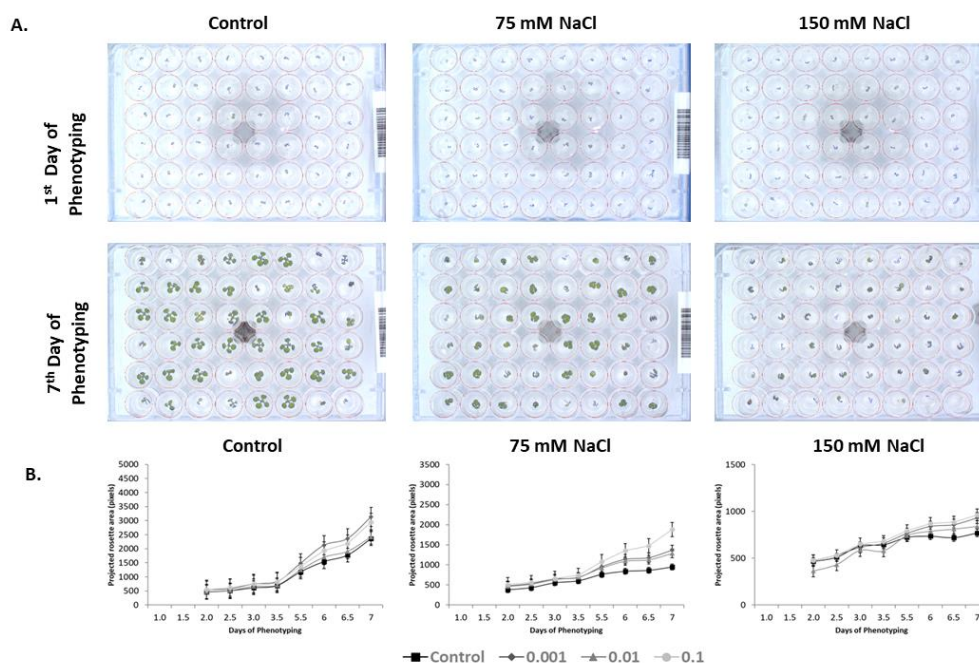 A.
Control 75 mM NaCl 150 mM NaCl
1st Day of
Phenotyping
7th Day of
Phenotyping
Control 75 mM NaCl 150 mM NaCl
B.
Projected rosette area (pixels)
5000
4500
4000
3500
3000
2500
2000
1500
1000
500
0
1.0 1.5 2.0 2.5 3.0 3.5 5.5 6 6.5 7
Days of Phenotyping
Projected rosette area (pixels)
3500
3000
2500
2000
1500
1000
500
0
1.0 1.5 2.0 2.5 3.0 3.5 5.5 6 6.5 7
Days of Phenotyping
Projected rosette area (pixels)
1500
1000
500
0
1.0 1.5 2.0 2.5 3.0 3.5 5.5 6 6.5 7
Days of Phenotyping
Control 0.001 0.01 0.1